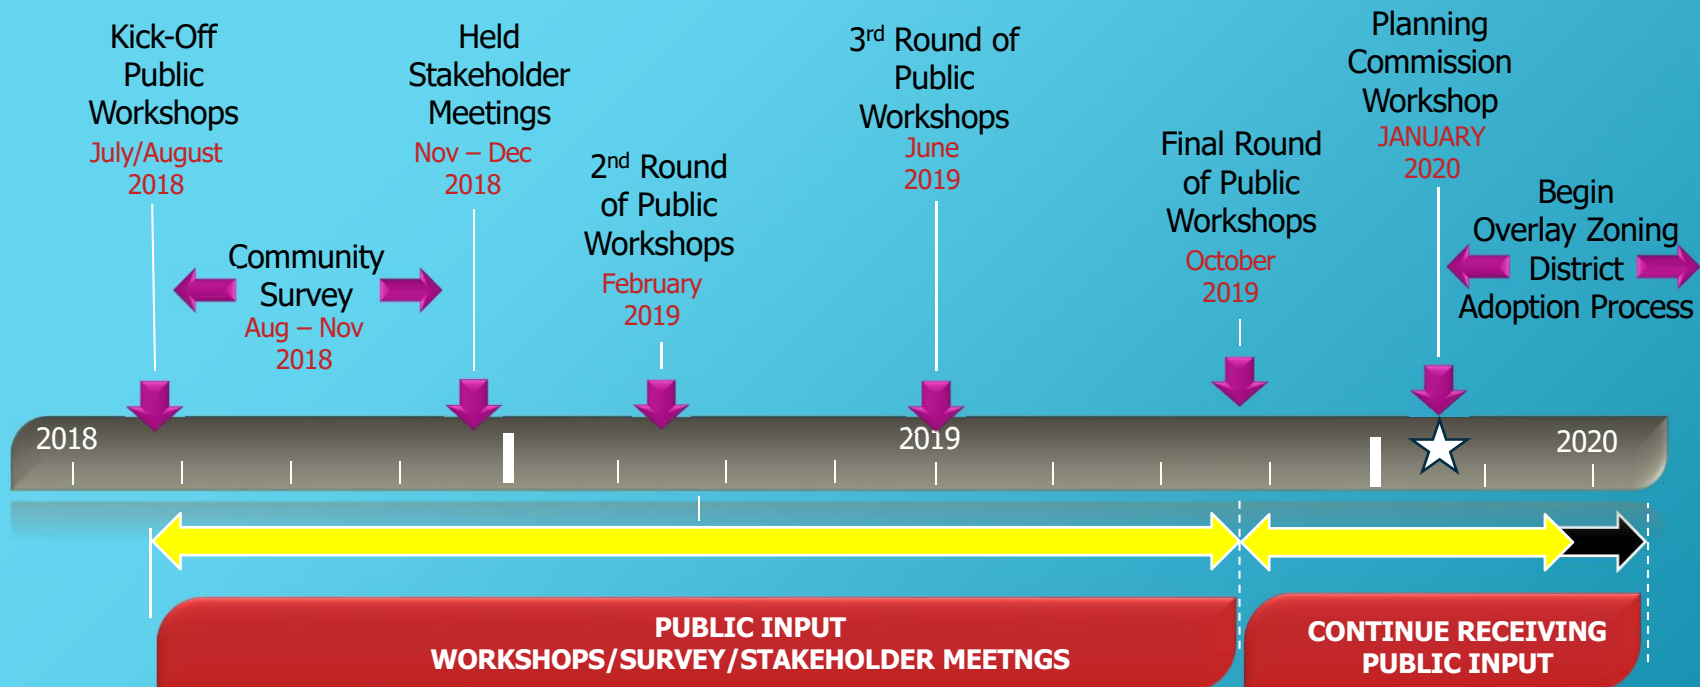 Kick-Off
Public
Workshops
July/August
2018
Community
Survey
Aug – Nov
2018
Held
Stakeholder
Meetings
Nov – Dec
2018
2nd Round
of Public
Workshops
February
2019
3rd Round of
Public
Workshops
June
2019
Final Round
of Public
Workshops
October
2019
Planning
Commission
Workshop
JANUARY
2020
Begin
Overlay Zoning
District
Adoption Process
2018
2019
2020
PUBLIC INPUT
WORKSHOPS/SURVEY/STAKEHOLDER MEETNGS
CONTINUE RECEIVING
PUBLIC INPUT